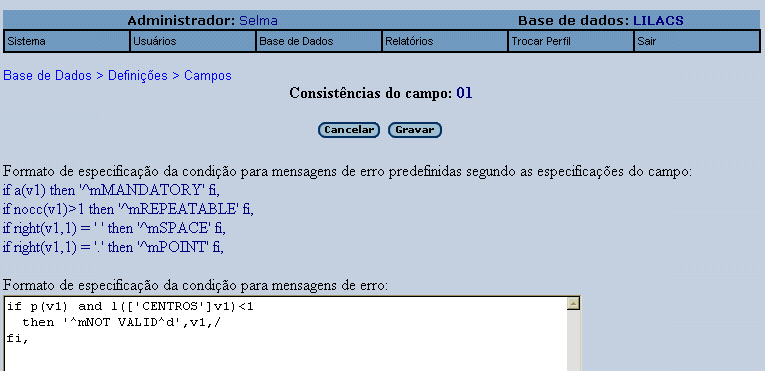 Administrador: Selma Base de dados: LILACS
Sistema Usuários Base de Dados Relatórios Trocar Perfil Sair
Base de Dados > Definições > Campos
Consistências do campo: 01
Cancelar Gravar
Formato de especificação da condição para mensagens de erro predefinidas segundo as especificações do campo:
if a(v1) then '^mMANDATORY' fi,
if nocc(v1)>1 then '^mREPEATABLE' fi,
if right(v1,1) = ' ' then '^mSPACE' fi,
if right(v1,1) = '.' then '^mPOINT' fi,
Formato de especificação da condição para mensagens de erro:
if p(v1) and l(['CENTROS']v1)<1
then '^mNOT VALID^d',v1,/
fi,